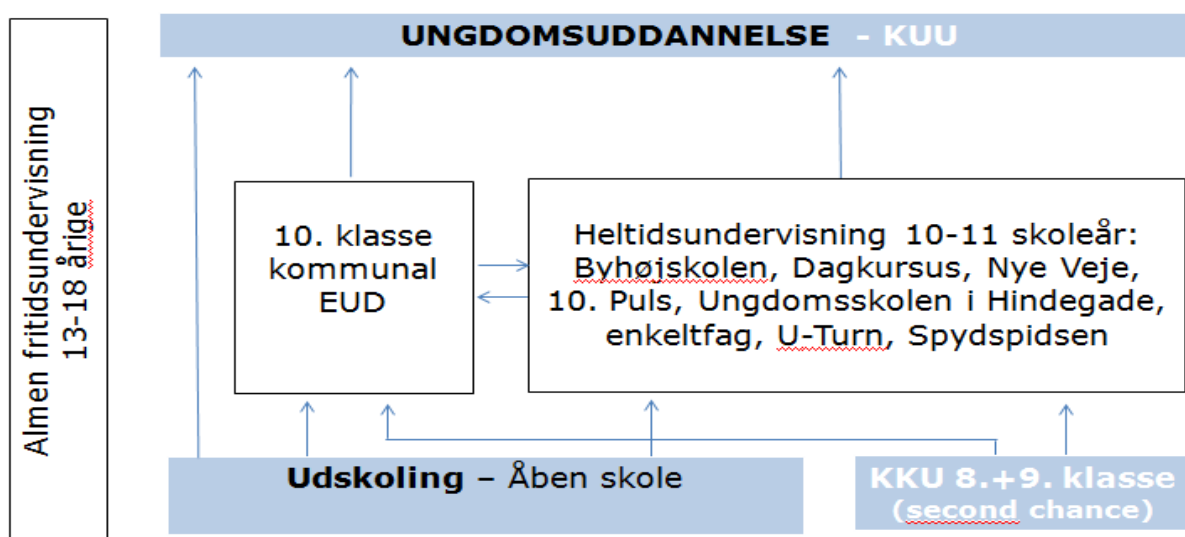 Almen fritidsundervisning
13-18 årige
UNGDOMSUDDANNELSE - KUU
10. klasse
kommunal
EUD
Heltidsundervisning 10-11 skoleår:
Byhøjskolen, Dagkursus, Nye Veje,
10. Puls, Ungdomsskolen i Hindegade,
enkeltfag, U-Turn, Spydspidsen
Udskoling – Åben skole
KKU 8.+9. klasse
(second chance)